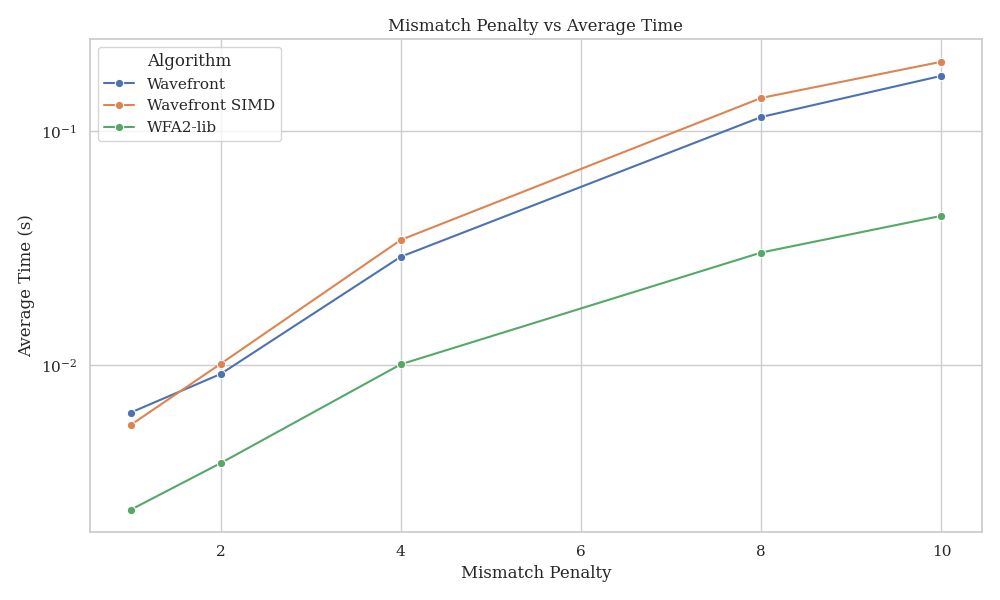 Mismatch Penalty vs Average Time
Algorithm
Wavefront
Wavefront SIMD
WFA2-lib
Average Time (s)
10⁻¹
10⁻²
2 4 6 8 10
Mismatch Penalty